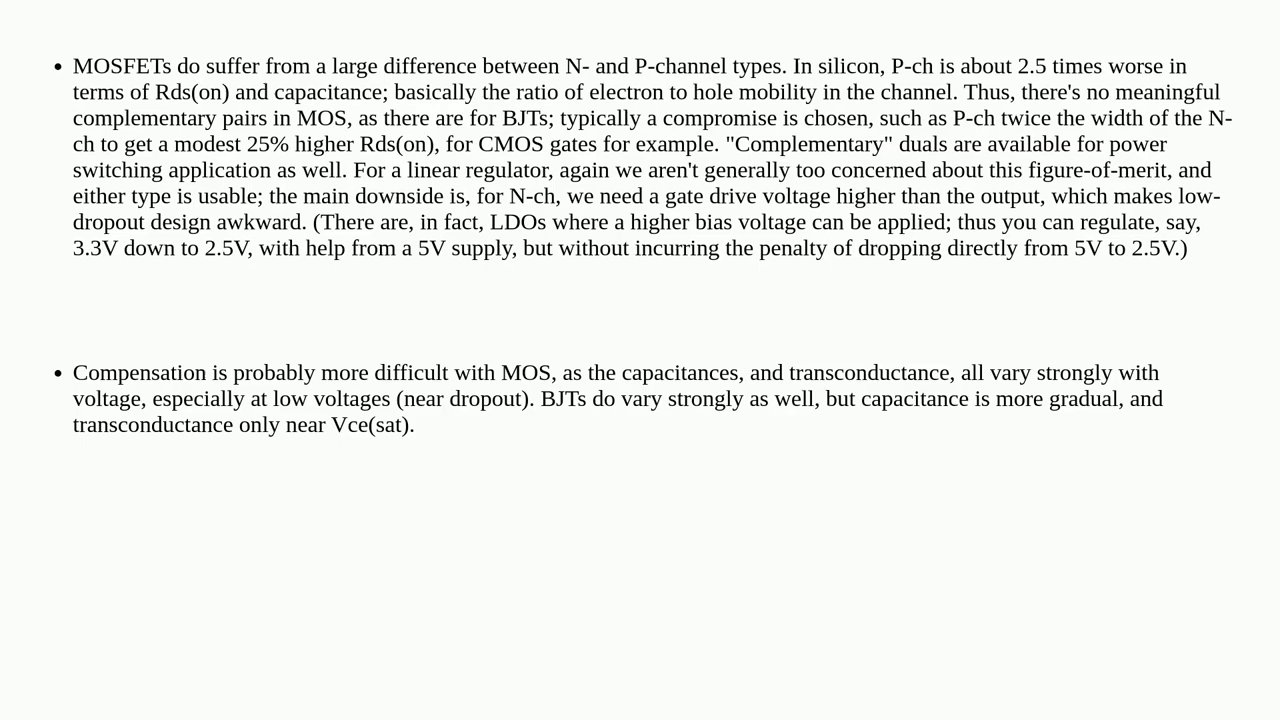 • MOSFETs do suffer from a large difference between N- and P-channel types. In silicon, P-ch is about 2.5 times worse in
terms of Rds(on) and capacitance; basically the ratio of electron to hole mobility in the channel. Thus, there's no meaningful
complementary pairs in MOS, as there are for BJTs; typically a compromise is chosen, such as P-ch twice the width of the N-
ch to get a modest 25% higher Rds(on), for CMOS gates for example. "Complementary" duals are available for power
switching application as well. For a linear regulator, again we aren't generally too concerned about this figure-of-merit, and
either type is usable; the main downside is, for N-ch, we need a gate drive voltage higher than the output, which makes low-
dropout design awkward. (There are, in fact, LDOs where a higher bias voltage can be applied; thus you can regulate, say,
3.3V down to 2.5V, with help from a 5V supply, but without incurring the penalty of dropping directly from 5V to 2.5V.)
• Compensation is probably more difficult with MOS, as the capacitances, and transconductance, all vary strongly with
voltage, especially at low voltages (near dropout). BJTs do vary strongly as well, but capacitance is more gradual, and
transconductance only near Vce(sat).